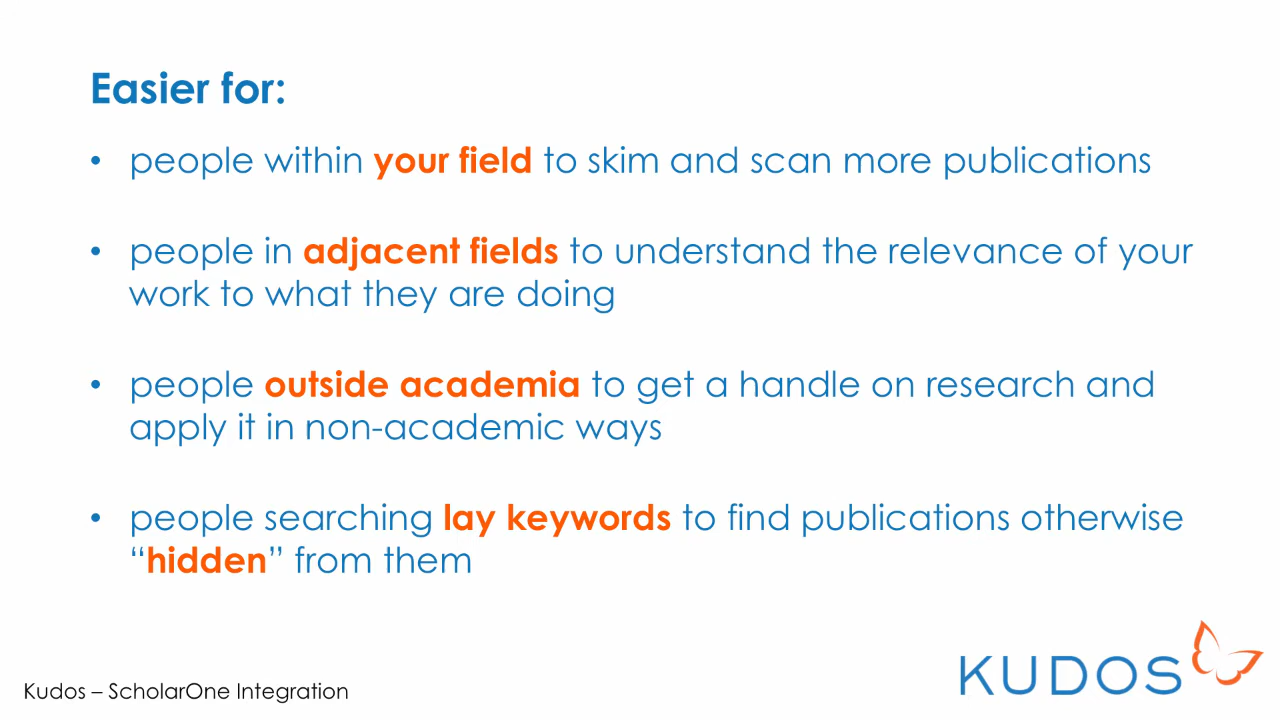 Easier for:
• people within your field to skim and scan more publications
• people in adjacent fields to understand the relevance of your
work to what they are doing
• people outside academia to get a handle on research and
apply it in non-academic ways
• people searching lay keywords to find publications otherwise
“hidden” from them
KUDOS
Kudos – ScholarOne Integration